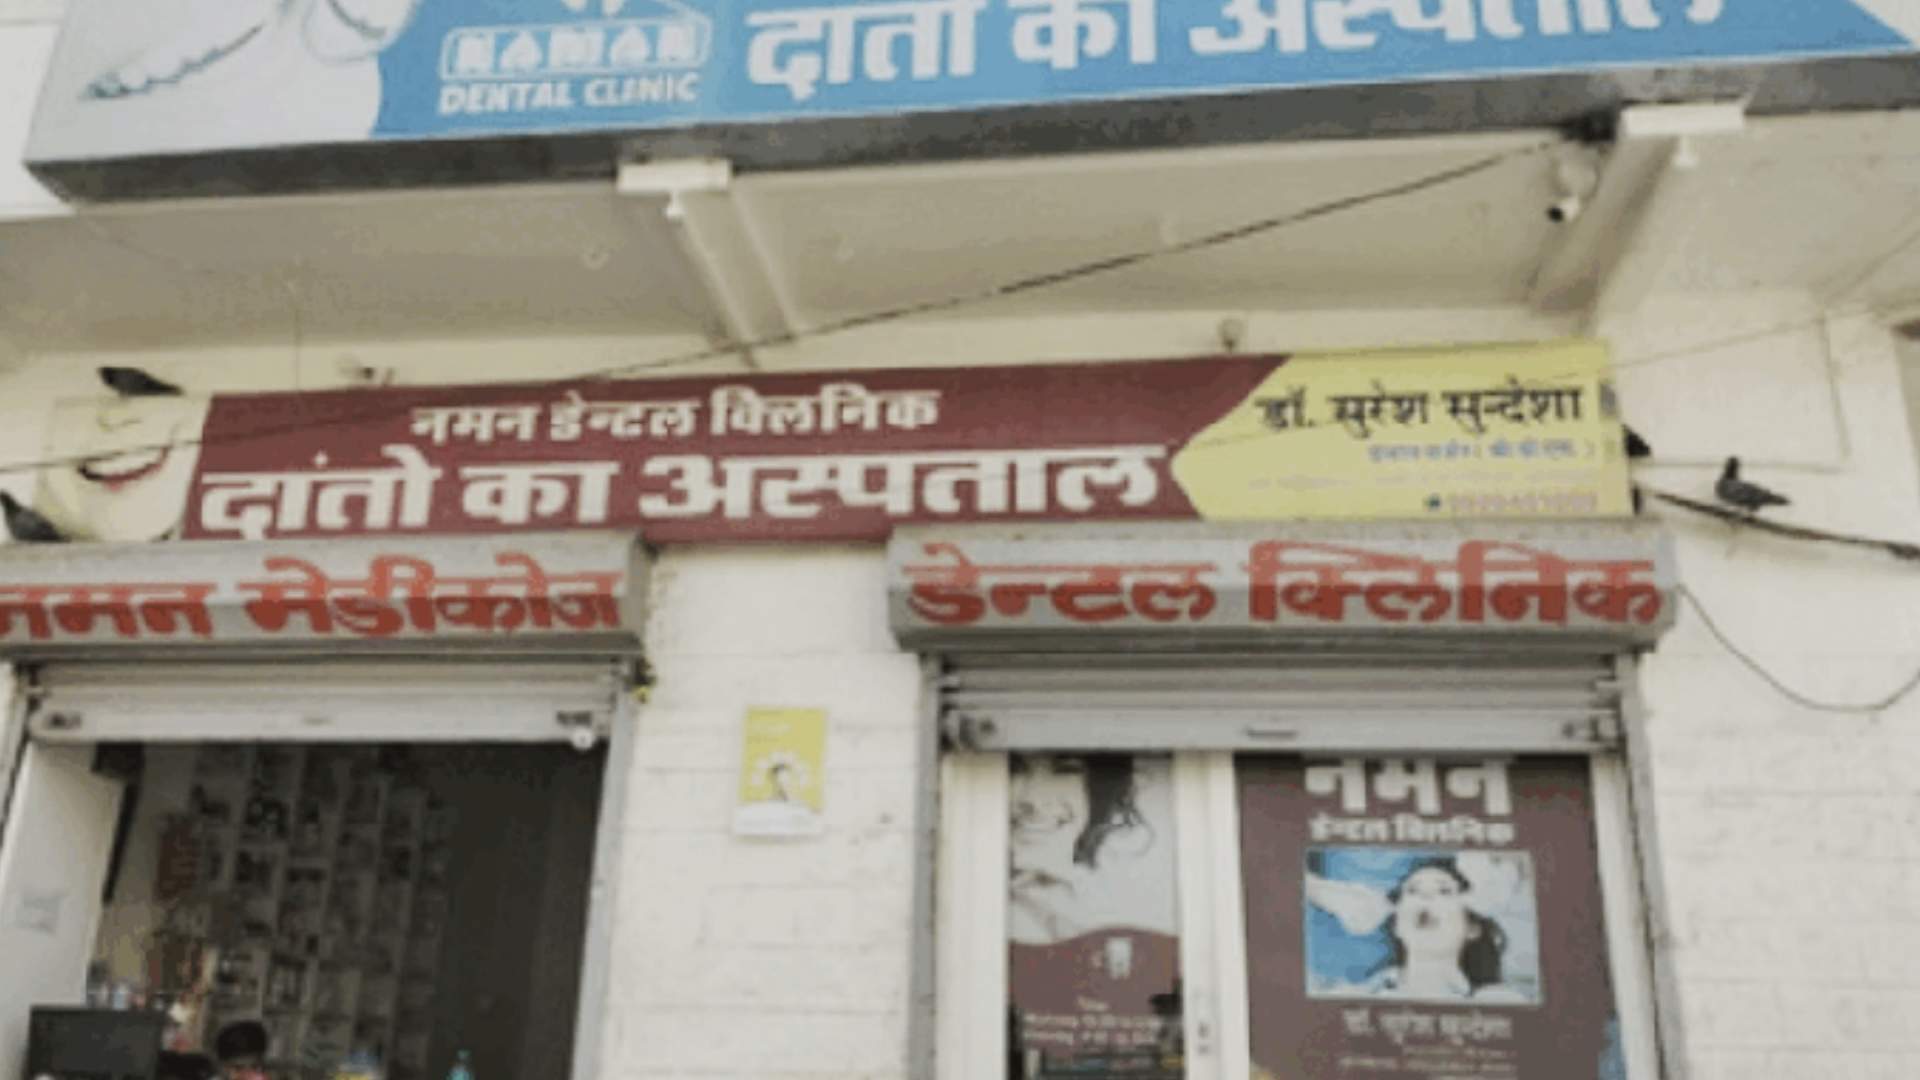 NAMAN
DENTAL CLINIC
दांतो का अस्पताल
नमन डेन्टल क्लिनिक
दांतो का अस्पताल
डॉ. सुरेश सुन्देशा
नमन मेडीकोज
डेन्टल क्लिनिक
नमन
डेन्टल क्लिनिक
डॉ. सुरेश सुन्देशा